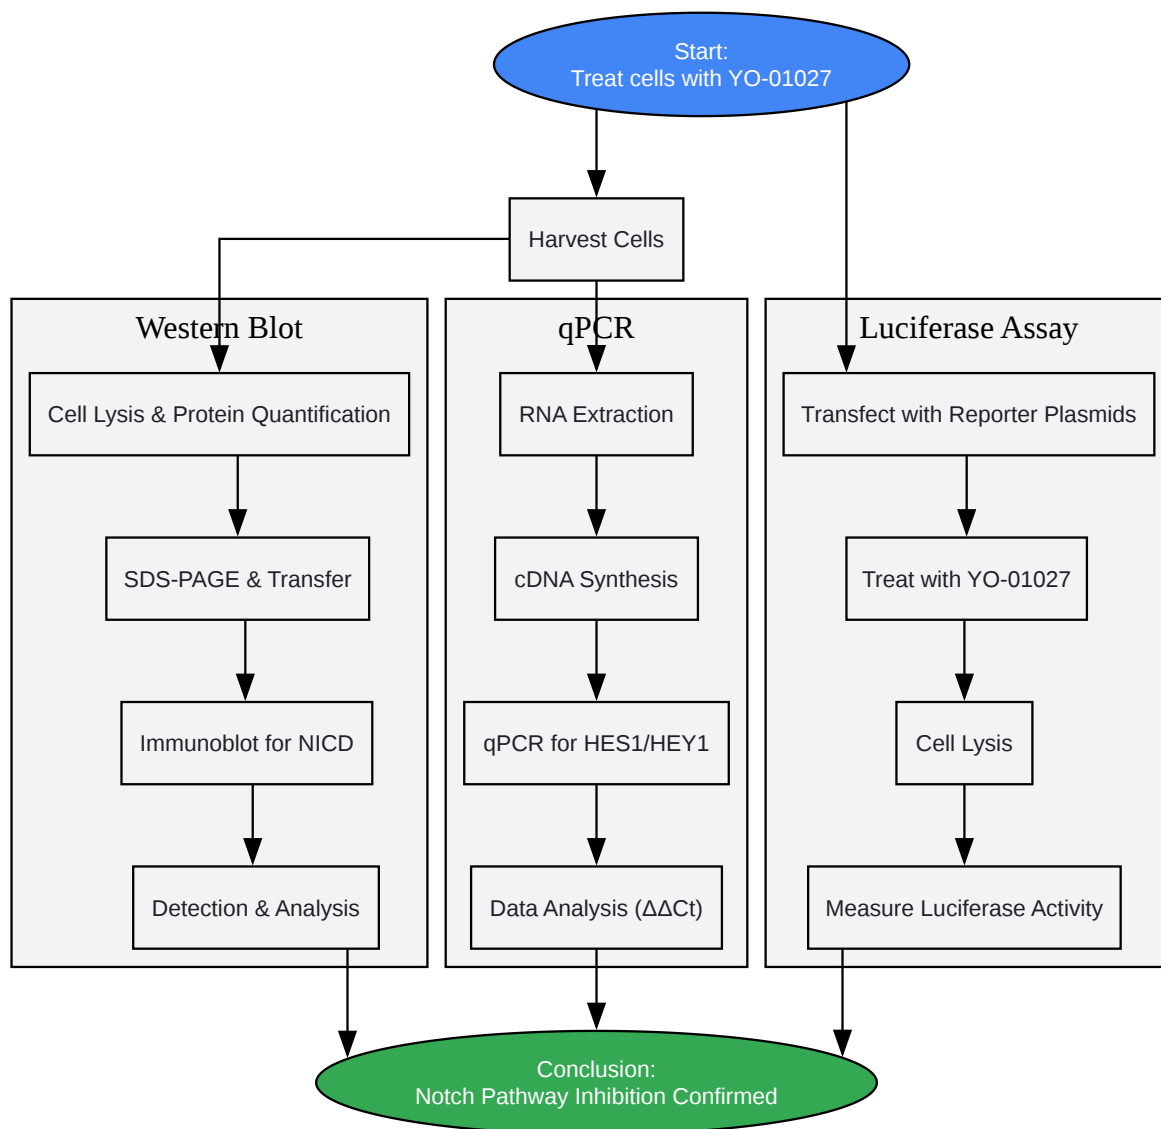 Start:
Treat cells with YO-01027
Harvest Cells
Western Blot
Cell Lysis & Protein Quantification
SDS-PAGE & Transfer
Immunoblot for NICD
Detection & Analysis
qPCR
RNA Extraction
cDNA Synthesis
qPCR for HES1/HEY1
Data Analysis (ΔΔCt)
Luciferase Assay
Transfect with Reporter Plasmids
Treat with YO-01027
Cell Lysis
Measure Luciferase Activity
Conclusion:
Notch Pathway Inhibition Confirmed